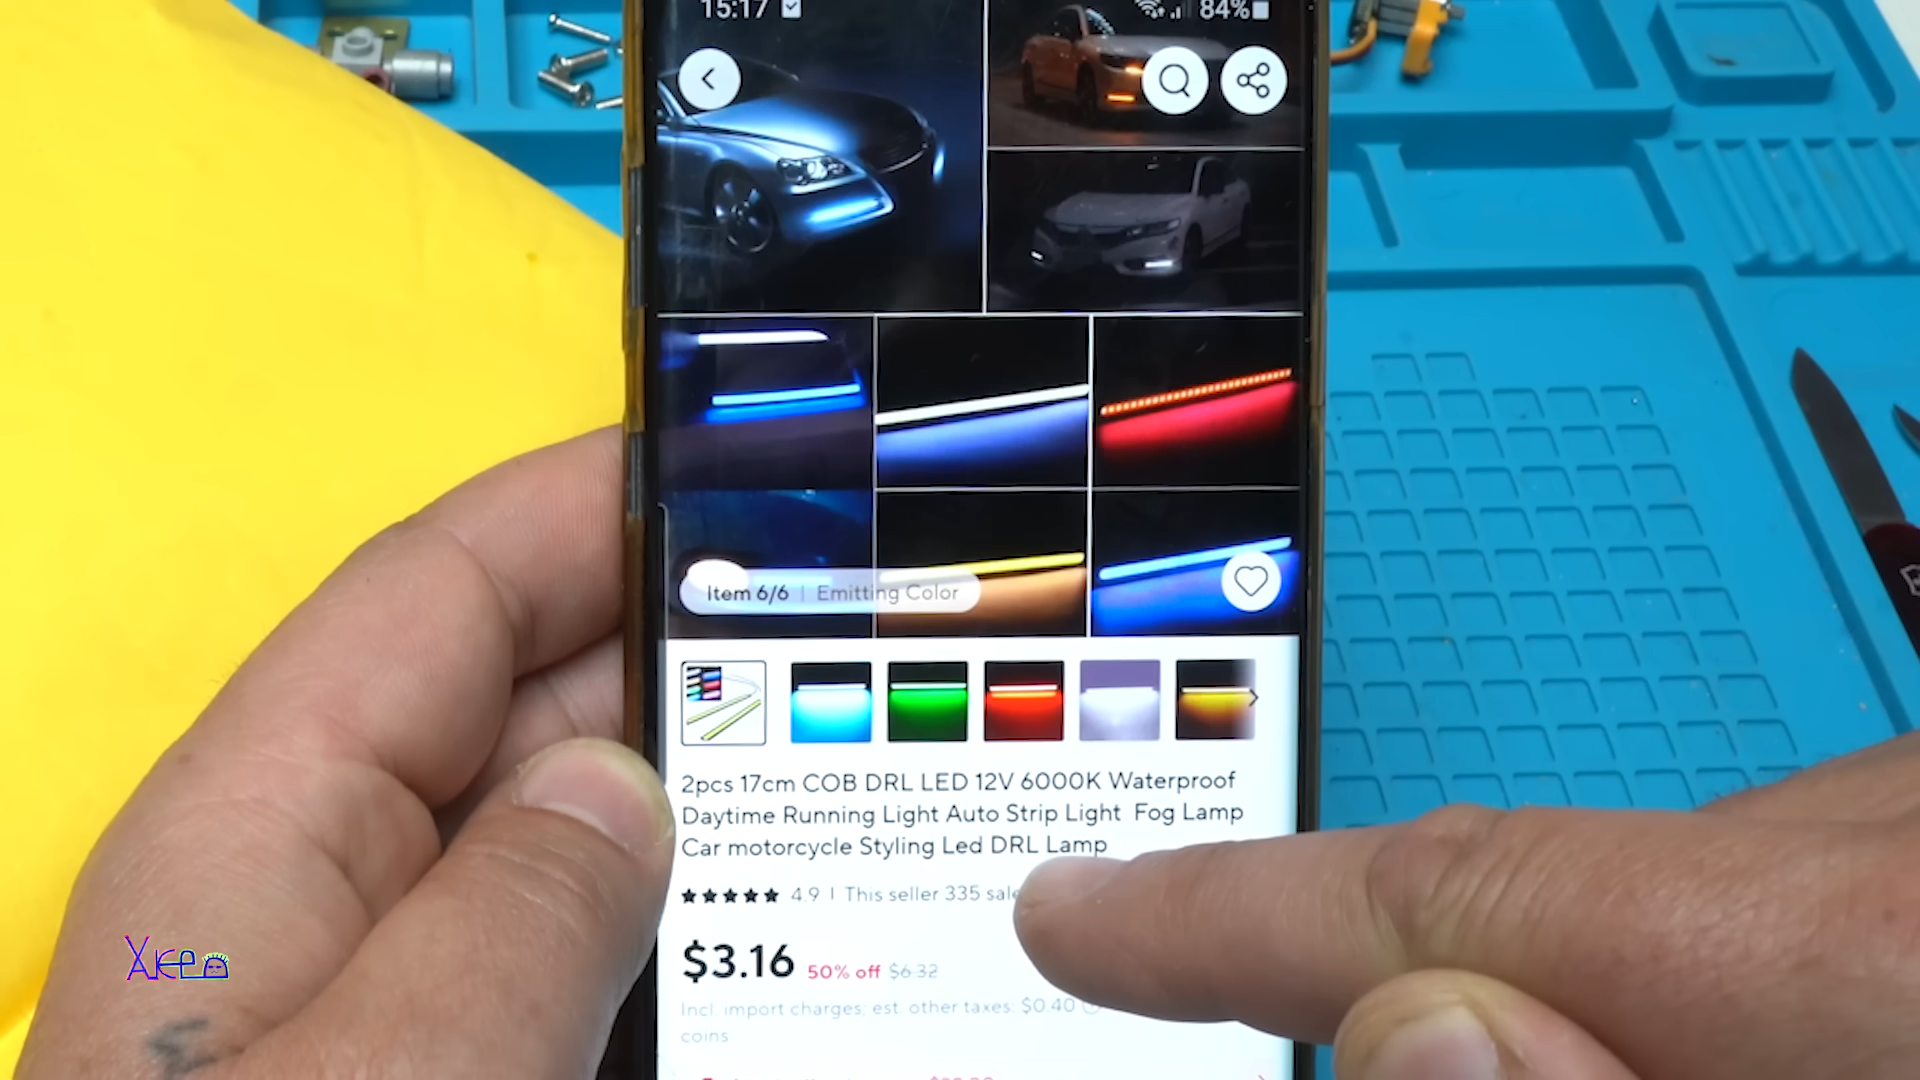 15:17
84%
Item 6/6 | Emitting Color
2pcs 17cm COB DRL LED 12V 6000K Waterproof
Daytime Running Light Auto Strip Light Fog Lamp
Car motorcycle Styling Led DRL Lamp
4.9 | This seller 335 sale
$3.16 50% off $6.32
Incl. import charges; est. other taxes: $0.40
coins